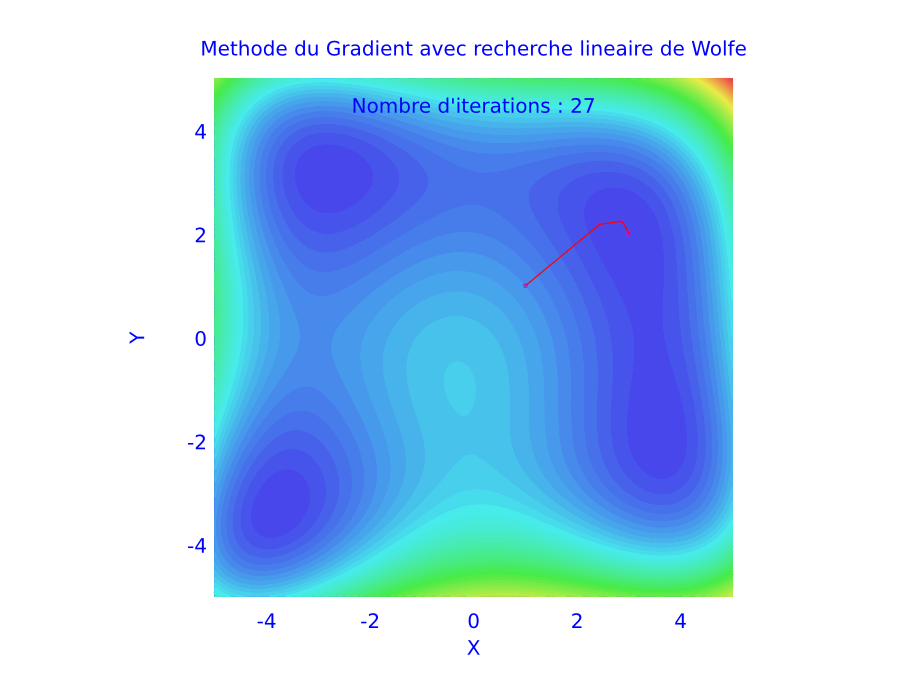 Methode du Gradient avec recherche lineaire de Wolfe
Nombre d'iterations : 27
4
2
0
-2
-4
Y
-4 -2 0 2 4
X